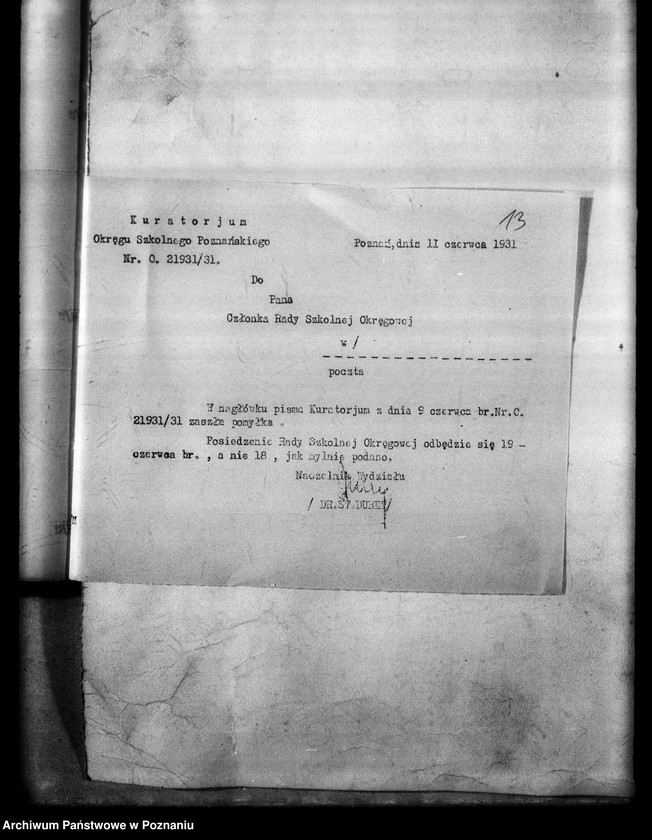 13
K u r a t o r j u m
Okręgu Szkolnego Poznańskiego
Poznań, dnia 11 czerwca 1931
Nr. O. 21931/31.
Do
Pana
Członka Rady Szkolnej Okręgowej
w /
poczta
W nagłówku pisma Kuratorjum z dnia 9 czerwca br. Nr. O.
21931/31 zaszła pomyłka .
Posiedzenie Rady Szkolnej Okręgowej odbędzie się 19 -
czerwca br. , a nie 18 , jak mylnie podano.
Naczelnik Wydziału
/ DR. ST. /
Archiwum Państwowe w Poznaniu